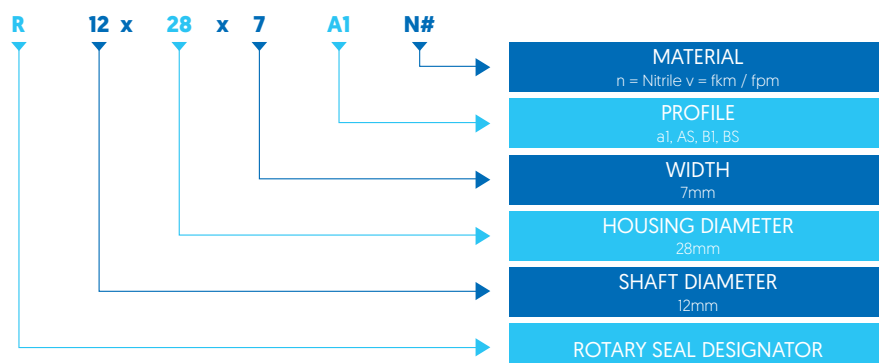 R 12 x 28 x 7 A1 N#
MATERIAL
n = Nitrile v = fkm / fpm
PROFILE
a1, AS, B1, BS
WIDTH
7mm
HOUSING DIAMETER
28mm
SHAFT DIAMETER
12mm
ROTARY SEAL DESIGNATOR